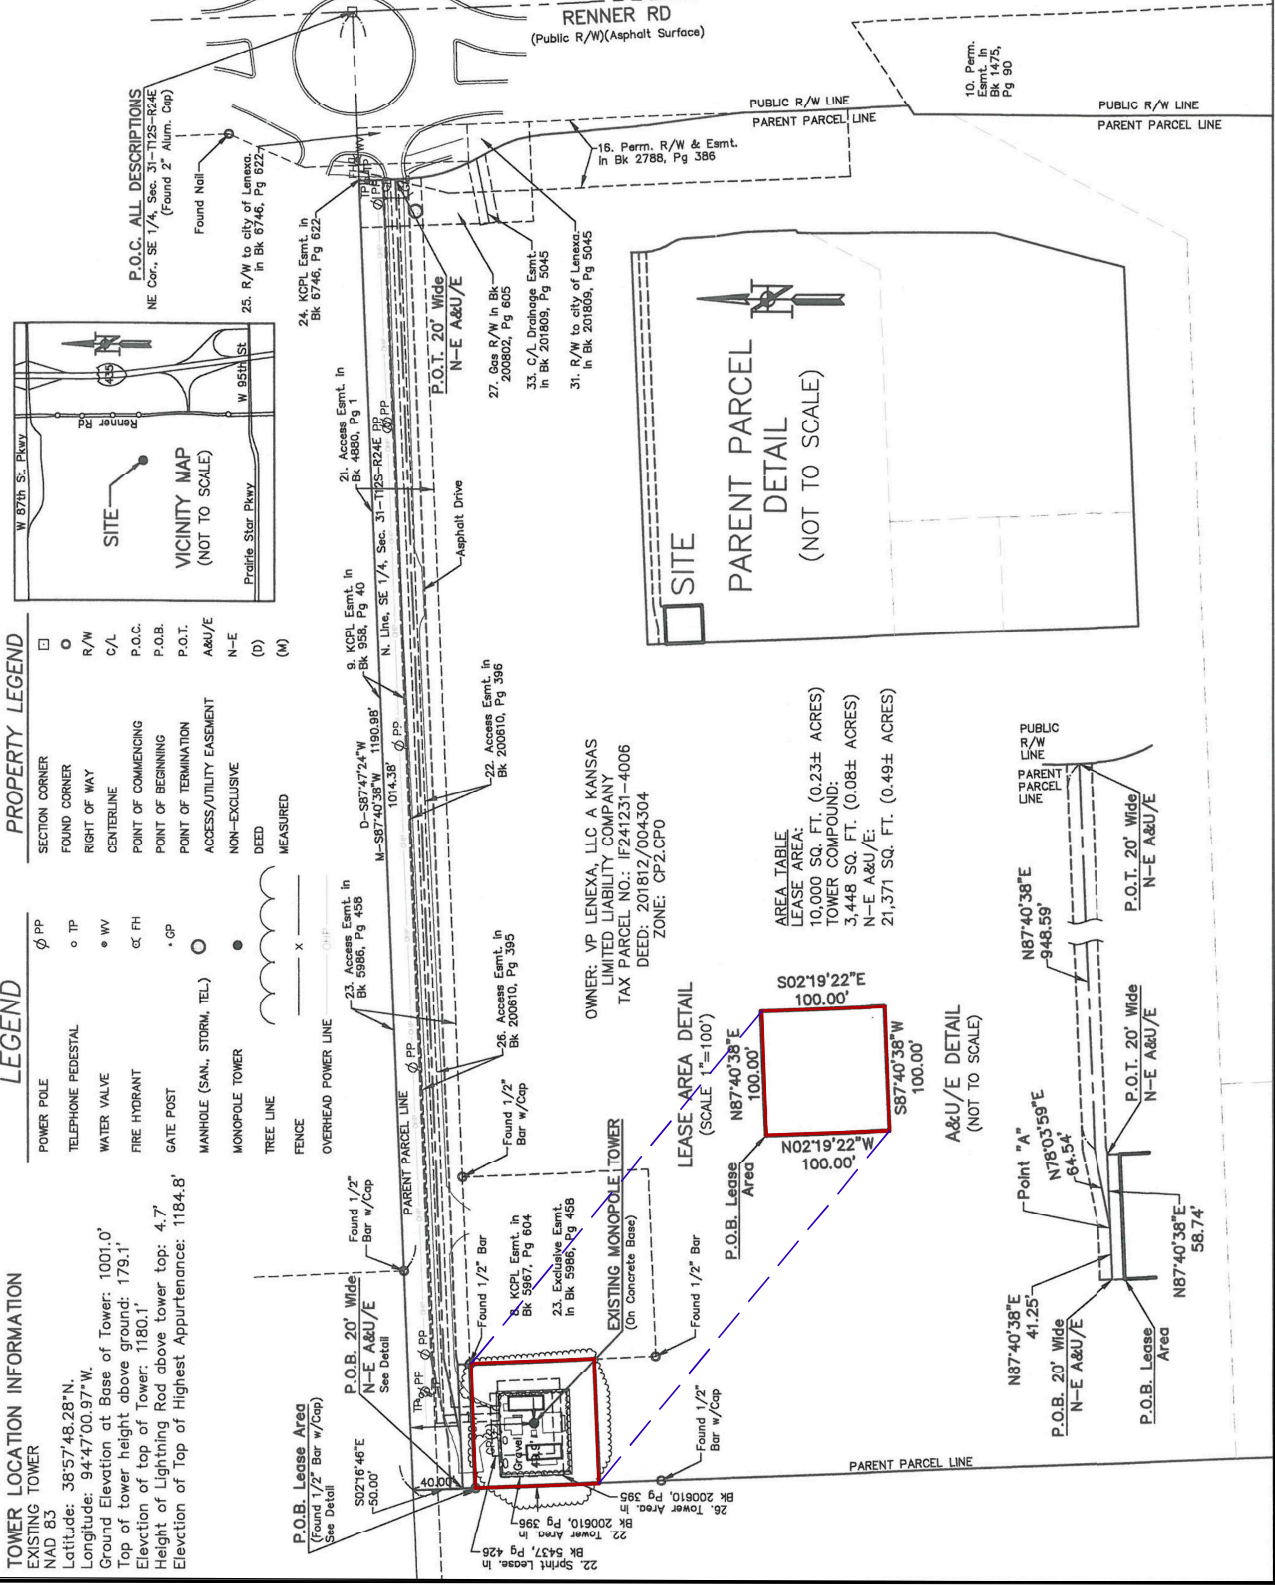 TOWER LOCATION INFORMATION
EXISTING TOWER
NAD 83
Latitude: 38°57'48.28"N.
Longitude: 94°47'00.97"W.
Ground Elevation at Base of Tower: 1001.0'
Top of tower height above ground: 179.1'
Elevction of top of Tower: 1180.1'
Height of Lightning Rod above tower top: 4.7'
Elevction of Top of Highest Appurtenance: 1184.8'
LEGEND
POWER POLE PP
TELEPHONE PEDESTAL TP
WATER VALVE WV
FIRE HYDRANT FH
GATE POST GP
MANHOLE (SAN., STORM, TEL.)
MONOPOLE TOWER
TREE LINE
FENCE X
OVERHEAD POWER LINE OHP
PROPERTY LEGEND
SECTION CORNER
FOUND CORNER
RIGHT OF WAY R/W
CENTERLINE C/L
POINT OF COMMENCING P.O.C.
POINT OF BEGINNING P.O.B.
POINT OF TERMINATION P.O.T.
ACCESS/UTILITY EASEMENT A&U/E
NON-EXCLUSIVE N-E
DEED (D)
MEASURED (M)
W 87th St. Pkwy
Renner Rd
435
N
W 95th St
SITE
Prairie Star Pkwy
VICINITY MAP
(NOT TO SCALE)
P.O.C. ALL DESCRIPTIONS
NE Cor., SE 1/4, Sec. 31-T12S-R24E
(Found 2" Alum. Cap)
Found Nail
25. R/W to city of Lenexa.
in Bk 6746, Pg 622
24. KCPL Esmt. in
Bk 6746, Pg 622
RENNER RD
(Public R/W)(Asphalt Surface)
PUBLIC R/W LINE
PARENT PARCEL LINE
10. Perm.
Esmt. in
Bk 1475,
Pg 90
PUBLIC R/W LINE
PARENT PARCEL LINE
16. Perm. R/W & Esmt.
in Bk 2788, Pg 386
P.O.T. 20' Wide
N-E A&U/E
27. Gas R/W in Bk
200802, Pg 605
33. C/L Drainage Esmt.
in Bk 201809, Pg 5045
31. R/W to city of Lenexa.
in Bk 201809, Pg 5045
21. Access Esmt. in
Bk 4880, Pg 1
N. Line, SE 1/4, Sec. 31-T12S-R24E
PP
Asphalt Drive
9. KCPL Esmt. in
Bk 958, Pg 40
D-S87°47'24"W
M-S87°40'38"W 1190.98'
1014.38'
PP
22. Access Esmt. in
Bk 200610, Pg 396
23. Access Esmt. in
Bk 5986, Pg 458
26. Access Esmt. in
Bk 200610, Pg 395
PP
PARENT PARCEL LINE
Found 1/2"
Bar w/Cap
Found 1/2"
Bar w/Cap
P.O.B. 20' Wide
N-E A&U/E
See Detail
P.O.B. Lease Area
(Found 1/2" Bar w/Cap)
See Detail
S02°16'46"E
50.00'
40.00'
Found 1/2" Bar
8. KCPL Esmt. in
Bk 5967, Pg 604
23. Exclusive Esmt.
in Bk 5986, Pg 458
EXISTING MONOPOLE TOWER
(On Concrete Base)
Found 1/2" Bar
Found 1/2"
Bar w/Cap
Gravel
49.9'
22. Sprint Lease. in
Bk 5437, Pg 426
22. Tower Area. in
Bk 200610, Pg 396
26. Tower Area. in
Bk 200610, Pg 395
PARENT PARCEL LINE
OWNER: VP LENEXA, LLC A KANSAS
LIMITED LIABILITY COMPANY
TAX PARCEL NO.: IF241231-4006
DEED: 201812/004304
ZONE: CP2.CPO
SITE
PARENT PARCEL
DETAIL
(NOT TO SCALE)
N
AREA TABLE
LEASE AREA:
10,000 SQ. FT. (0.23± ACRES)
TOWER COMPOUND:
3,448 SQ. FT. (0.08± ACRES)
N-E A&U/E:
21,371 SQ. FT. (0.49± ACRES)
LEASE AREA DETAIL
(SCALE 1"=100')
N87°40'38"E
100.00'
S02°19'22"E
100.00'
S87°40'38"W
100.00'
N02°19'22"W
100.00'
P.O.B. Lease
Area
A&U/E DETAIL
(NOT TO SCALE)
PUBLIC
R/W
LINE
PARENT
PARCEL
LINE
N87°40'38"E
948.59'
P.O.T. 20' Wide
N-E A&U/E
P.O.T. 20' Wide
N-E A&U/E
Point "A"
N78°03'59"E
64.54'
N87°40'38"E
58.74'
N87°40'38"E
41.25'
P.O.B. 20' Wide
N-E A&U/E
P.O.B. Lease
Area